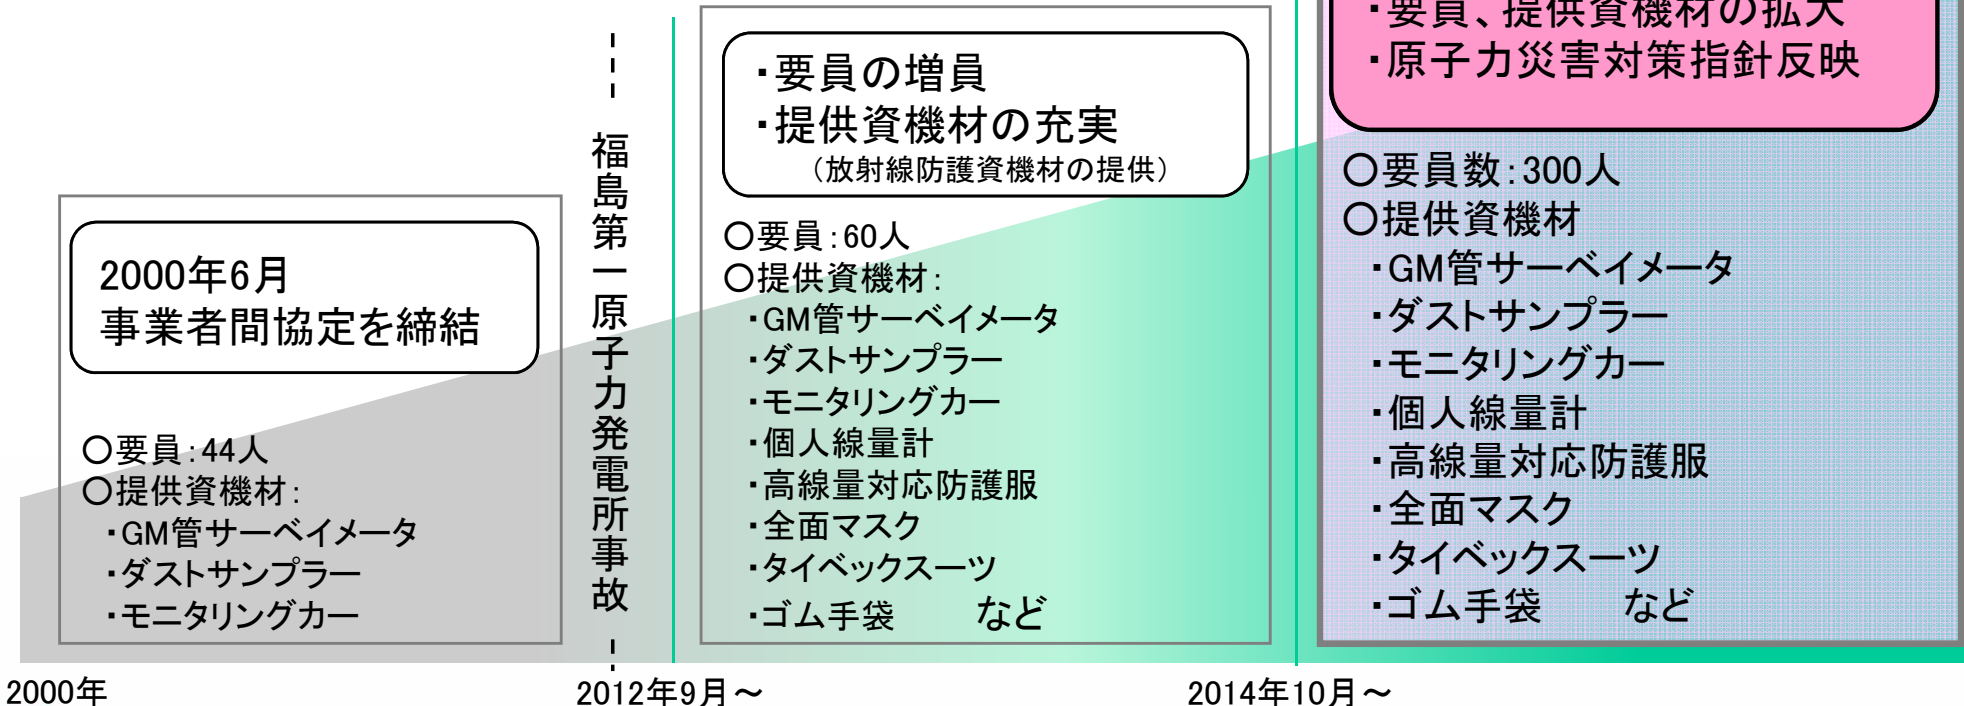 2000年6月
事業者間協定を締結
○要員：44人
○提供資機材：
・GM管サーベイメータ
・ダストサンプラー
・モニタリングカー
福島第一原子力発電所事故
・要員の増員
・提供資機材の充実
（放射線防護資機材の提供）
○要員：60人
○提供資機材：
・GM管サーベイメータ
・ダストサンプラー
・モニタリングカー
・個人線量計
・高線量対応防護服
・全面マスク
・タイベックスーツ
・ゴム手袋　　など
・要員、提供資機材の拡大
・原子力災害対策指針反映
○要員数：300人
○提供資機材
・GM管サーベイメータ
・ダストサンプラー
・モニタリングカー
・個人線量計
・高線量対応防護服
・全面マスク
・タイベックスーツ
・ゴム手袋　　など
2000年
2012年9月～
2014年10月～